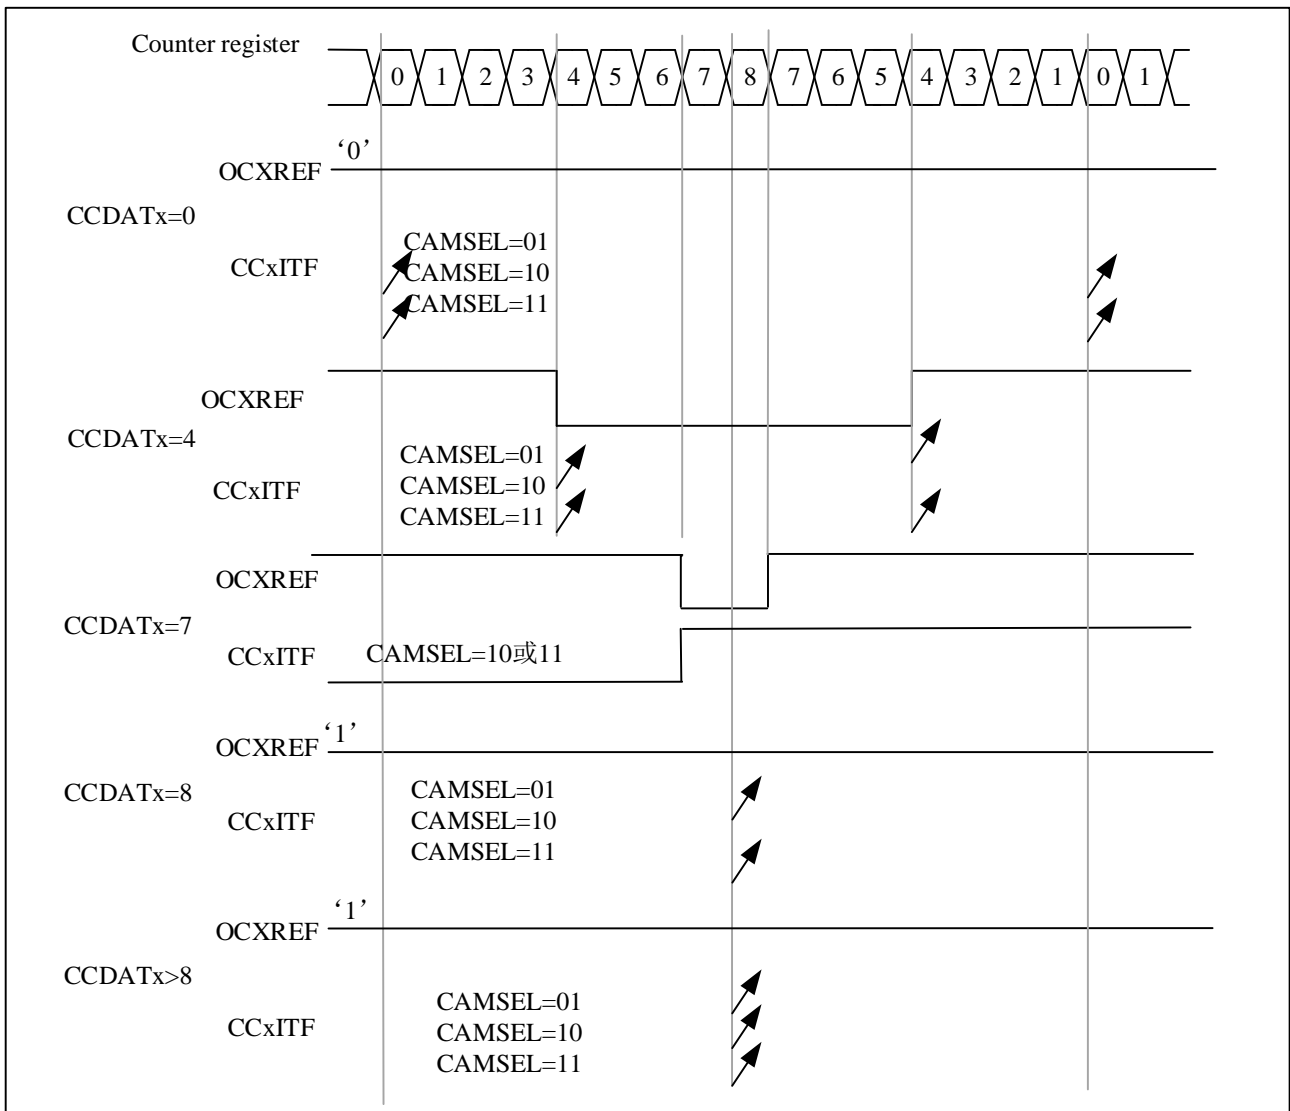 Counter register
0 1 2 3 4 5 6 7 8 7 6 5 4 3 2 1 0 1
‘0’
OCXREF
CCDATx=0
CAMSEL=01
CCxITF
CAMSEL=10
CAMSEL=11
OCXREF
CCDATx=4
CAMSEL=01
CCxITF
CAMSEL=10
CAMSEL=11
OCXREF
CCDATx=7
CCxITF
CAMSEL=10或11
‘1’
OCXREF
CCDATx=8
CAMSEL=01
CCxITF
CAMSEL=10
CAMSEL=11
‘1’
OCXREF
CCDATx>8
CAMSEL=01
CCxITF
CAMSEL=10
CAMSEL=11